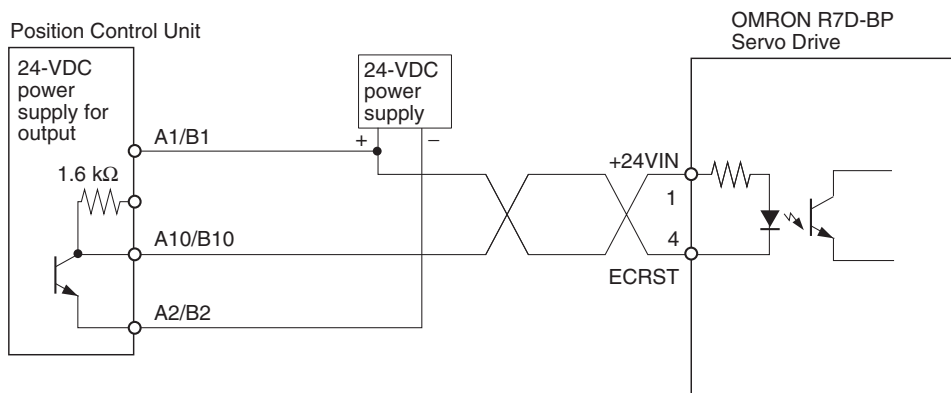 Position Control Unit
24-VDC
power
supply for
output
1.6 kΩ
A1/B1
A10/B10
A2/B2
24-VDC
power
supply
+ −
OMRON R7D-BP
Servo Drive
+24VIN
1
4
ECRST